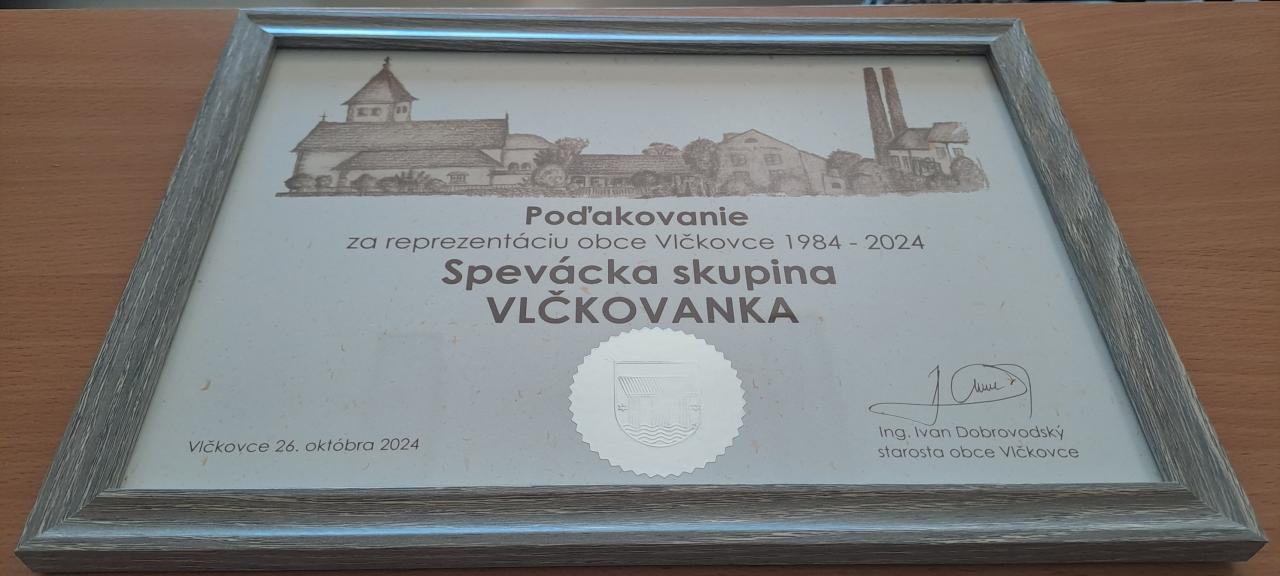 Poďakovanie
za reprezentáciu obce Vlčkovce 1984 - 2024
Spevácka skupina
VLČKOVANKA
Vlčkovce 26. októbra 2024
Ing. Ivan Dobrovodský
starosta obce Vlčkovce